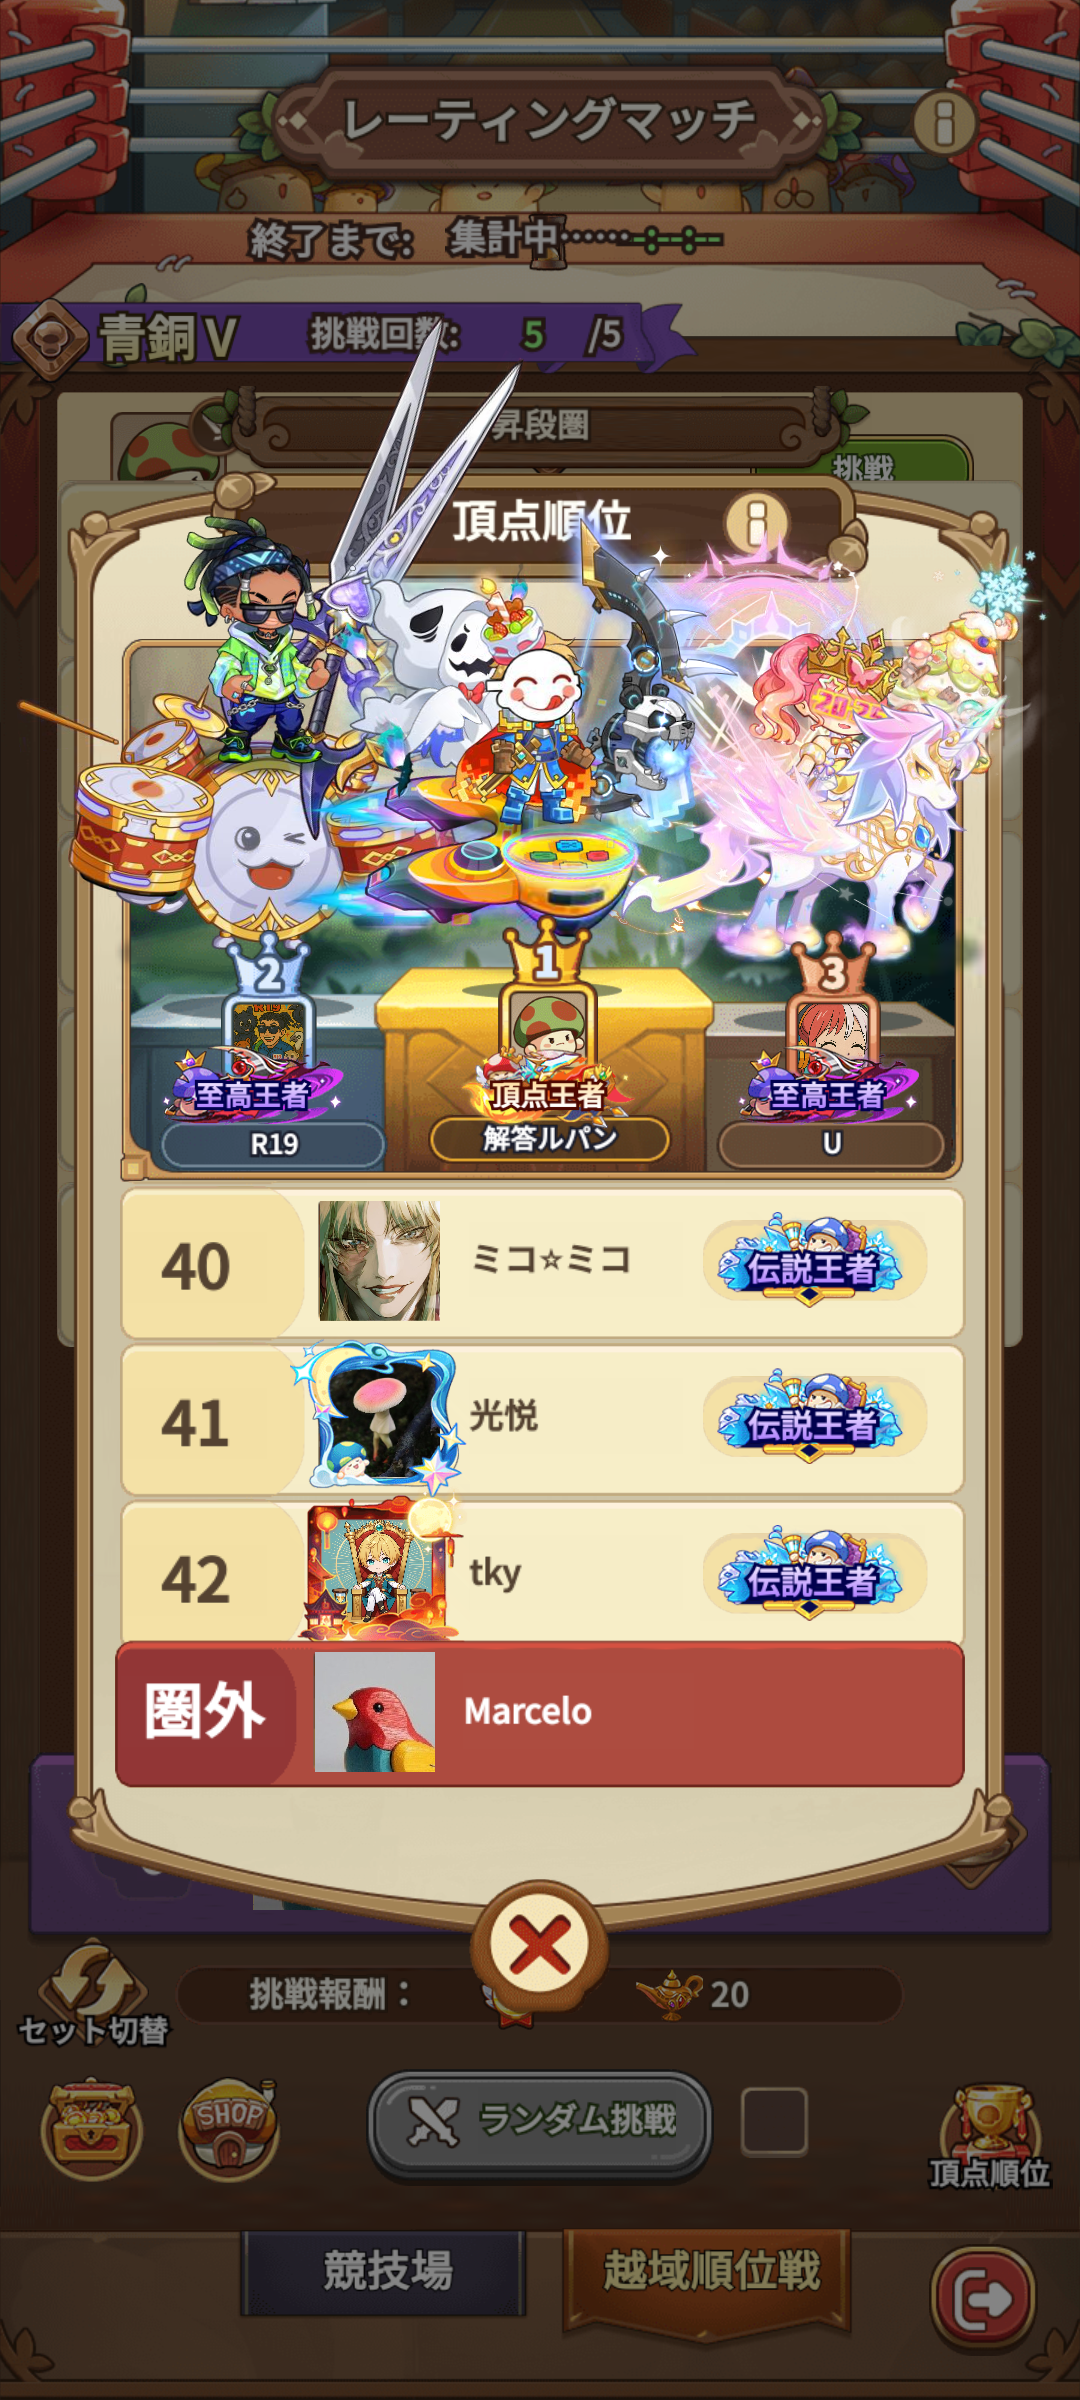 レーティングマッチ
終了まで: 集計中……--:--:--
青銅Ⅴ 挑戦回数: 5 /5
昇段圏
挑戦
頂点順位
2 1 3
至高王者 頂点王者 至高王者
R19 解答ルパン U
40 ミコ☆ミコ 伝説王者
41 光悦 伝説王者
42 tky 伝説王者
圏外 Marcelo
挑戦報酬： 20
セット切替
SHOP
ランダム挑戦
頂点順位
競技場 越域順位戦